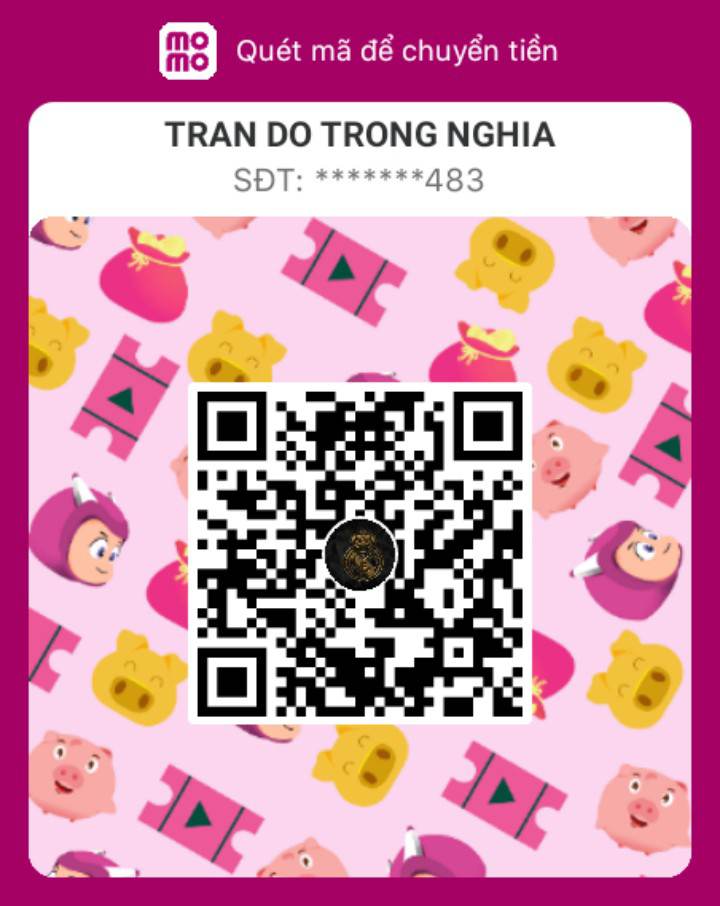 mo
mo
Quét mã để chuyển tiền
TRAN DO TRONG NGHIA
SĐT: *******483